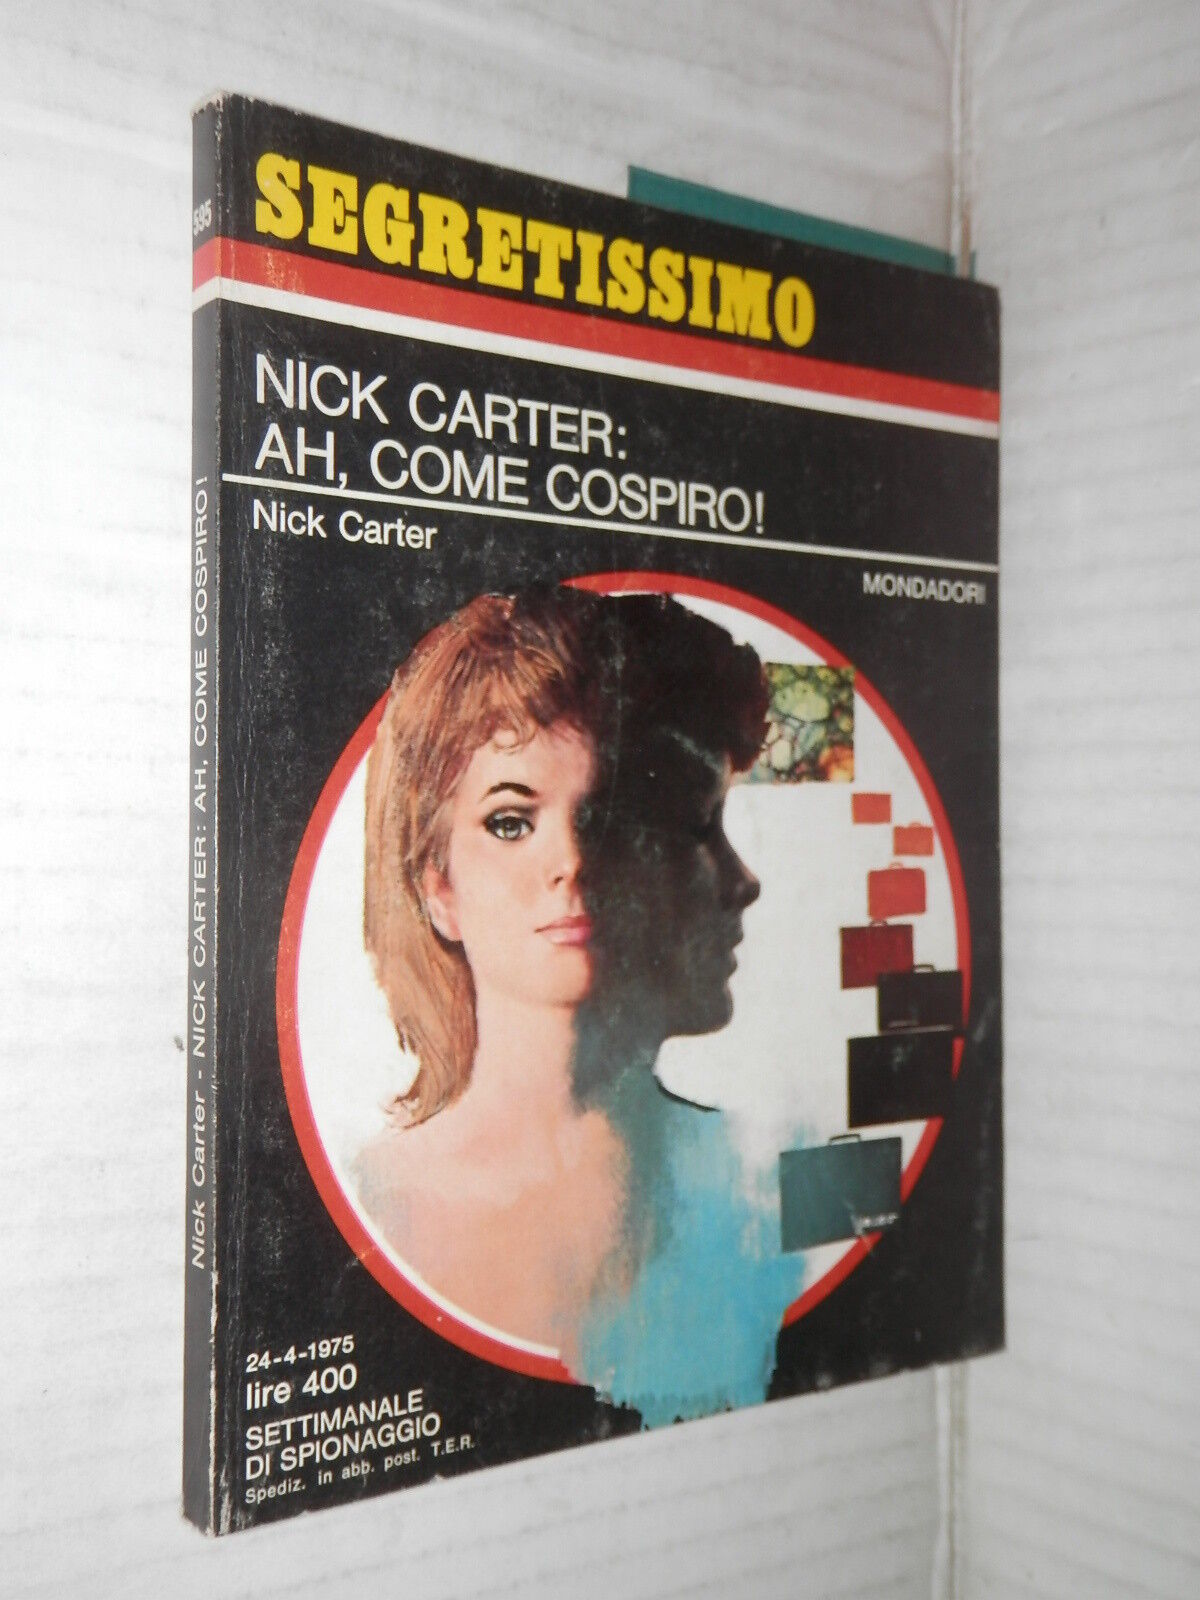 SEGRETISSIMO
NICK CARTER:
AH, COME COSPIRO!
Nick Carter
MONDADORI
24-4-1975
lire 400
SETTIMANALE
DI SPIONAGGIO
Spediz. in abb. post. T.E.R.
595
Nick Carter - NICK CARTER: AH, COME COSPIRO!